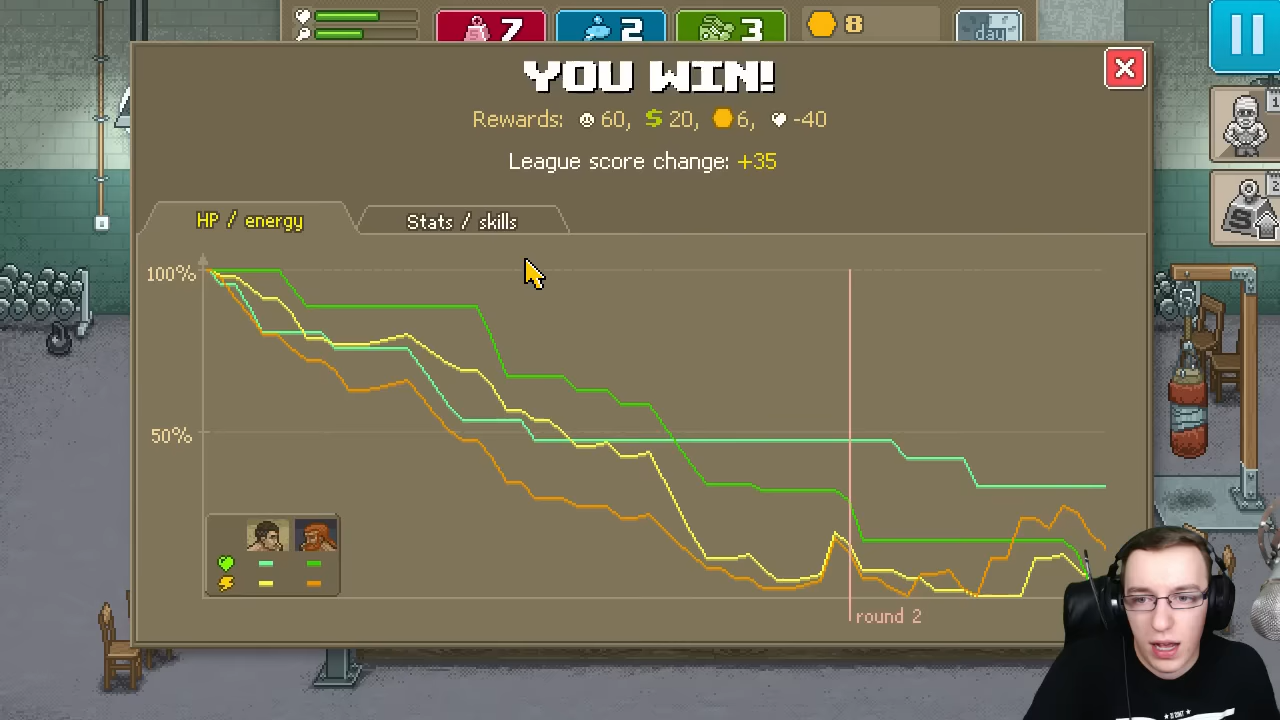 7 2 3 8 day
YOU WIN!
Rewards: 60, $ 20, 6, -40
League score change: +35
HP / energy Stats / skills
100%
50%
round 2